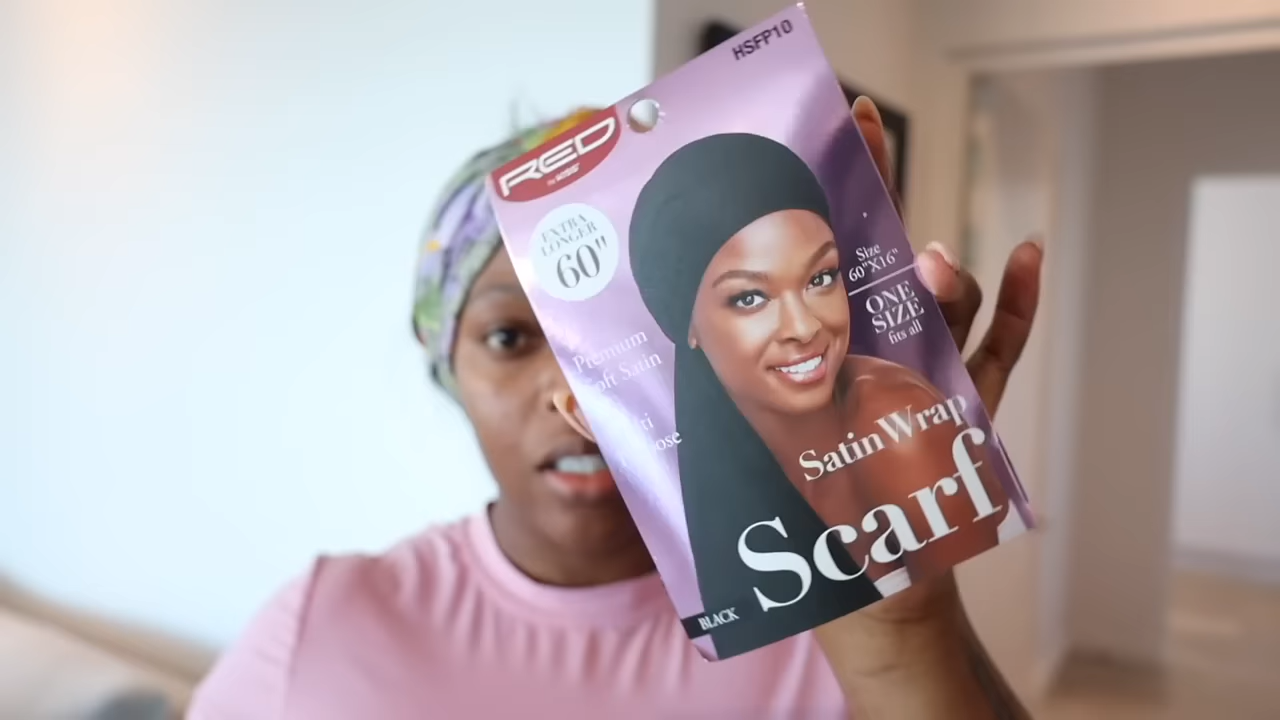 HSFP10
RED
EXTRA
LONGER
60"
Size
60"X16"
ONE
SIZE
fits all
Premium
Soft Satin
Satin Wrap
Scarf
BLACK